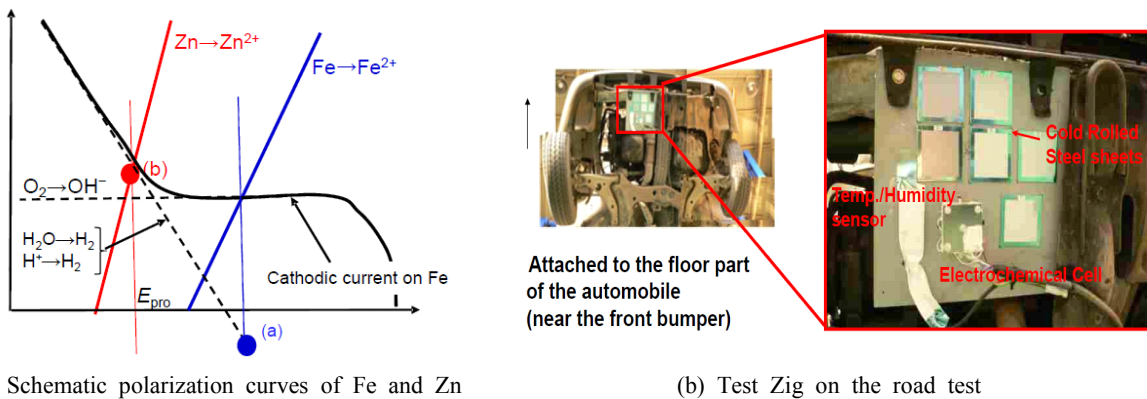 Zn→Zn²⁺
Fe→Fe²⁺
(b)
O₂→OH⁻
H₂O→H₂
H⁺→H₂
Cathodic current on Fe
E_pro
(a)
Schematic polarization curves of Fe and Zn
Attached to the floor part
of the automobile
(near the front bumper)
Cold Rolled
Steel sheets
Temp./Humidity
sensor
Electrochemical Cell
(b) Test Zig on the road test